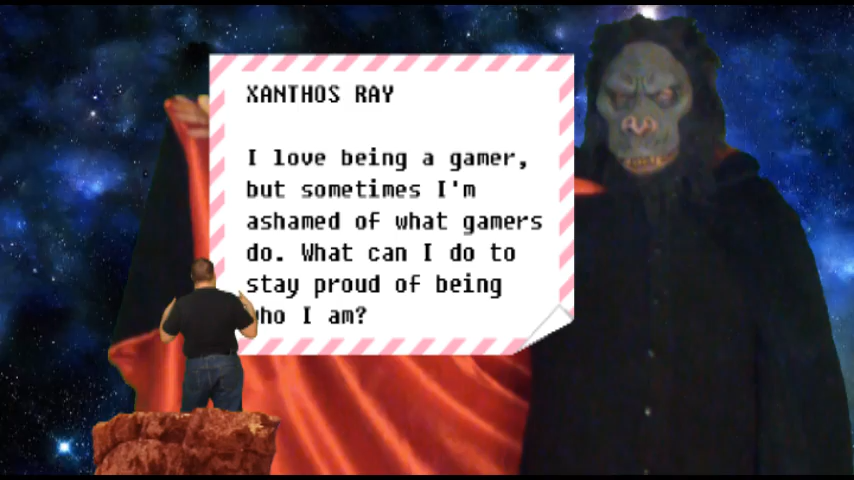 XANTHOS RAY
I love being a gamer,
but sometimes I'm
ashamed of what gamers
do. What can I do to
stay proud of being
who I am?